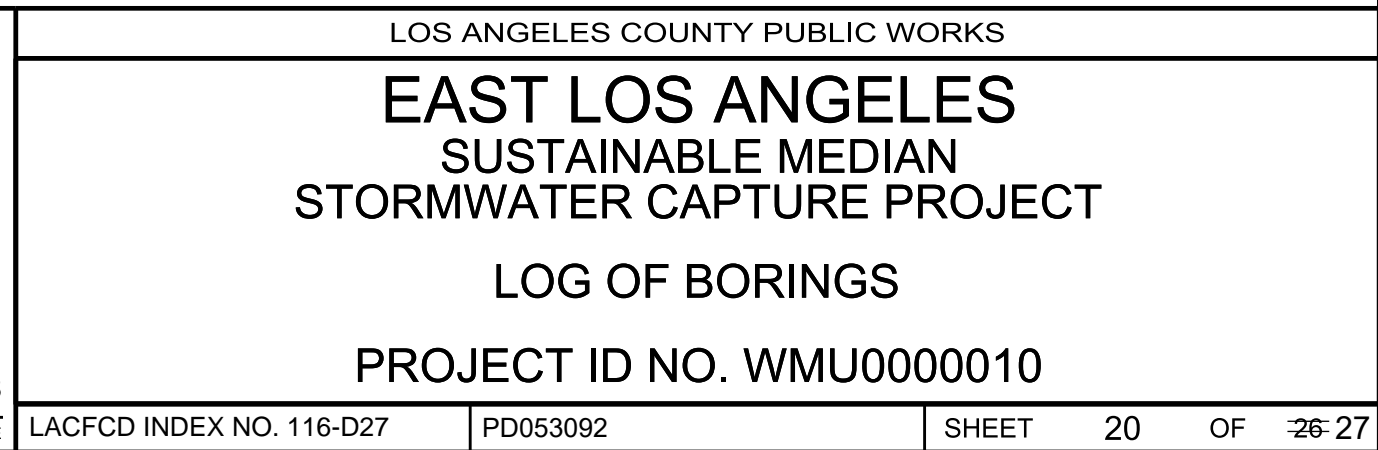 LOS ANGELES COUNTY PUBLIC WORKS
EAST LOS ANGELES
SUSTAINABLE MEDIAN
STORMWATER CAPTURE PROJECT
LOG OF BORINGS
PROJECT ID NO. WMU0000010
LACFCD INDEX NO. 116-D27 PD053092 SHEET 20 OF 26 27